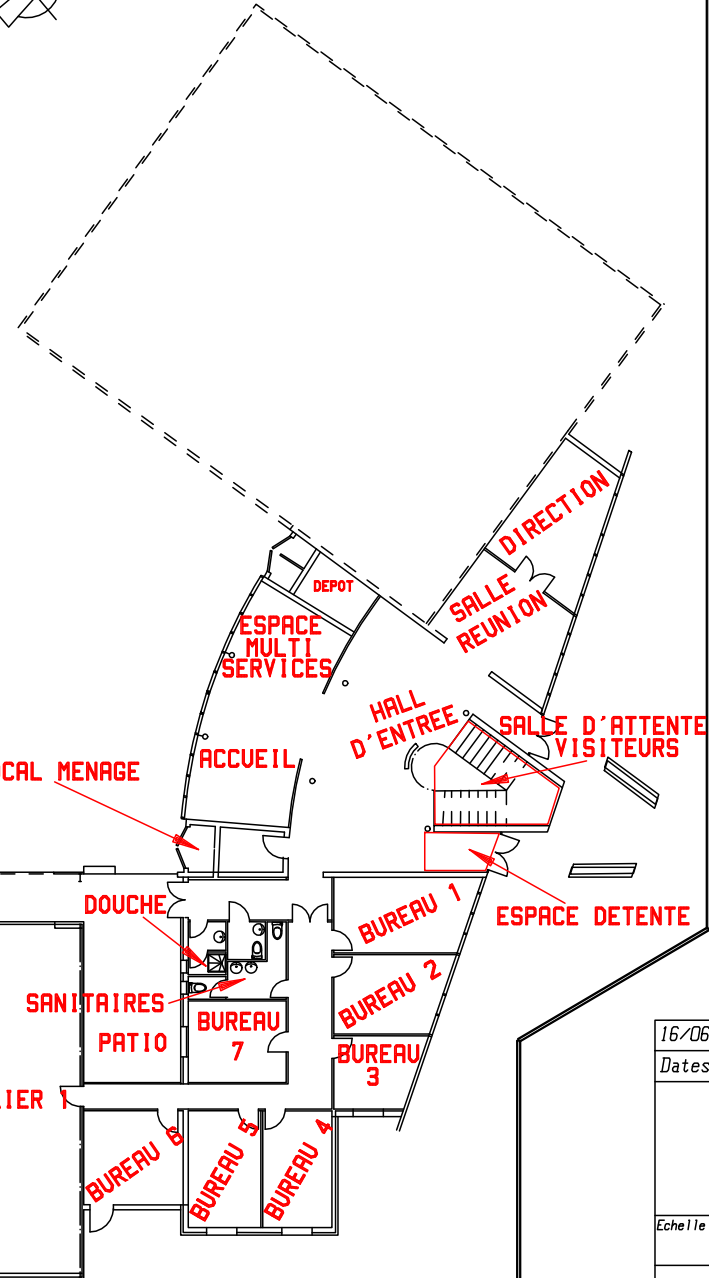 DIRECTION
DEPOT
SALLE
REUNION
ESPACE
MULTI
SERVICES
HALL
D'ENTREE
SALLE D'ATTENTE
VISITEURS
ACCUEIL
OCAL MENAGE
DOUCHE
BUREAU 1
ESPACE DETENTE
BUREAU 2
SANITAIRES
BUREAU
7
PATIO
BUREAU
3
16/06
Dates
LIER 1
BUREAU 6
BUREAU 5
BUREAU 4
Echelle